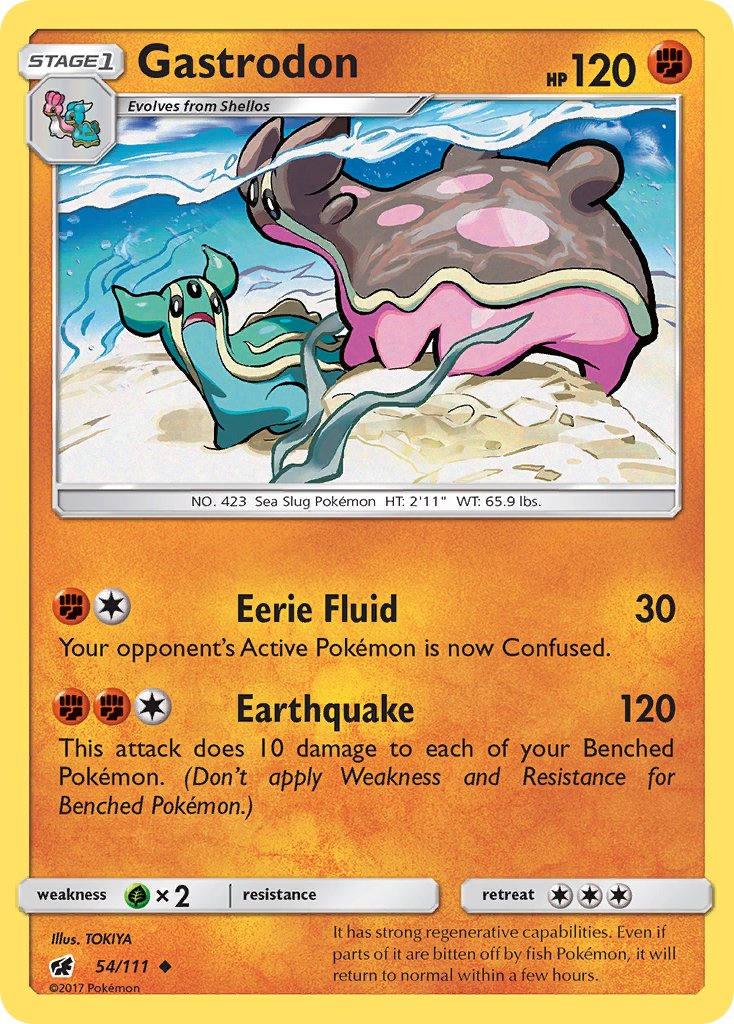 STAGE 1 Gastrodon HP 120
Evolves from Shellos
NO. 423 Sea Slug Pokémon HT: 2'11" WT: 65.9 lbs.
Eerie Fluid 30
Your opponent's Active Pokémon is now Confused.
Earthquake 120
This attack does 10 damage to each of your Benched
Pokémon. (Don't apply Weakness and Resistance for
Benched Pokémon.)
weakness × 2 resistance retreat
Illus. TOKIYA
54/111
©2017 Pokémon
It has strong regenerative capabilities. Even if
parts of it are bitten off by fish Pokémon, it will
return to normal within a few hours.